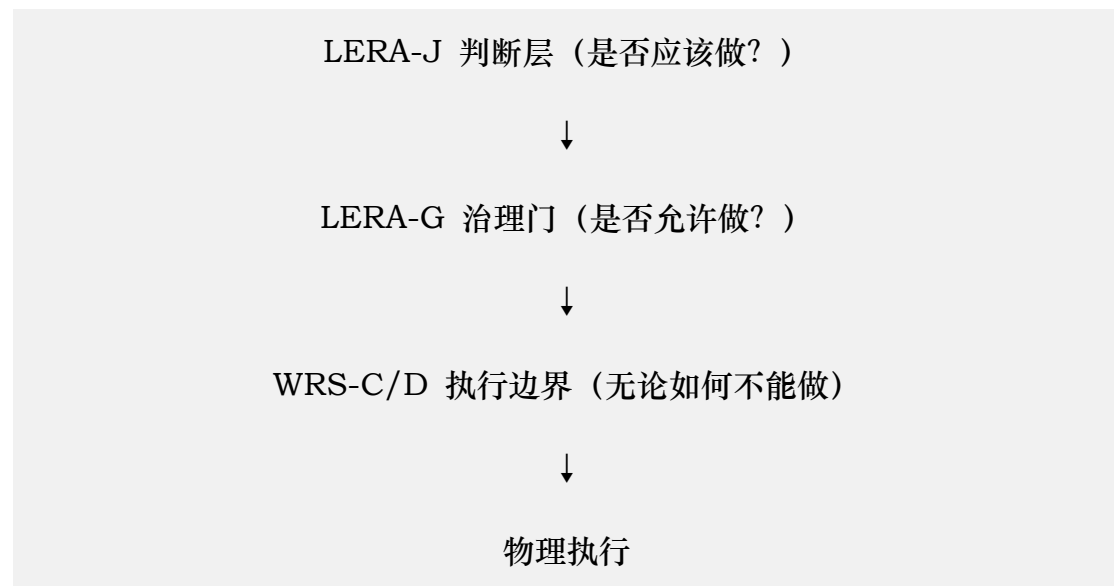 LERA-J 判断层（是否应该做？）
↓
LERA-G 治理门（是否允许做？）
↓
WRS-C/D 执行边界（无论如何不能做）
↓
物理执行